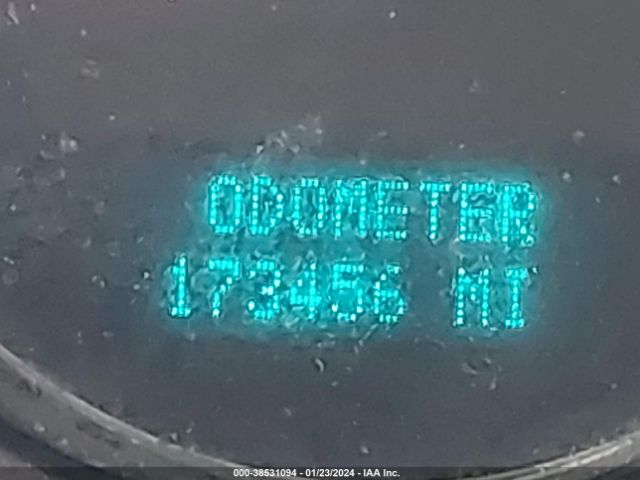 ODOMETER
173456 MI
000-38531094 - 01/23/2024 - IAA Inc.